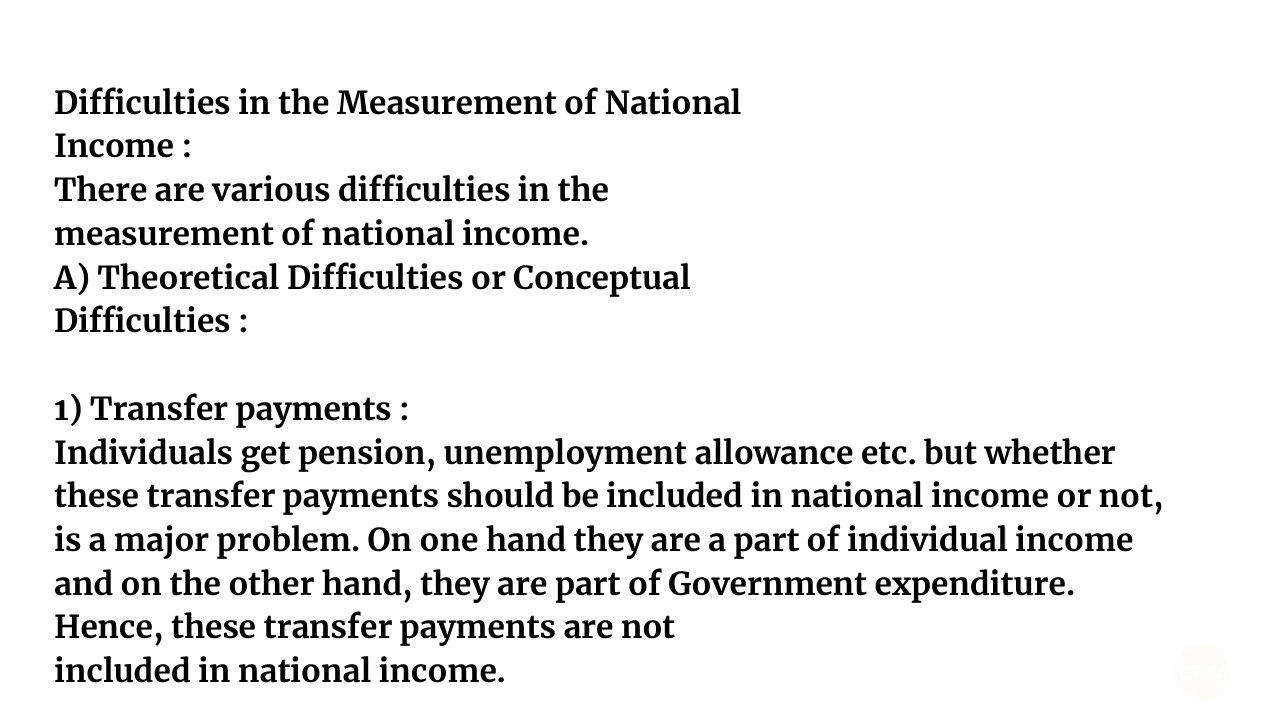 Difficulties in the Measurement of National
Income :
There are various difficulties in the
measurement of national income.
A) Theoretical Difficulties or Conceptual
Difficulties :
1) Transfer payments :
Individuals get pension, unemployment allowance etc. but whether
these transfer payments should be included in national income or not,
is a major problem. On one hand they are a part of individual income
and on the other hand, they are part of Government expenditure.
Hence, these transfer payments are not
included in national income.